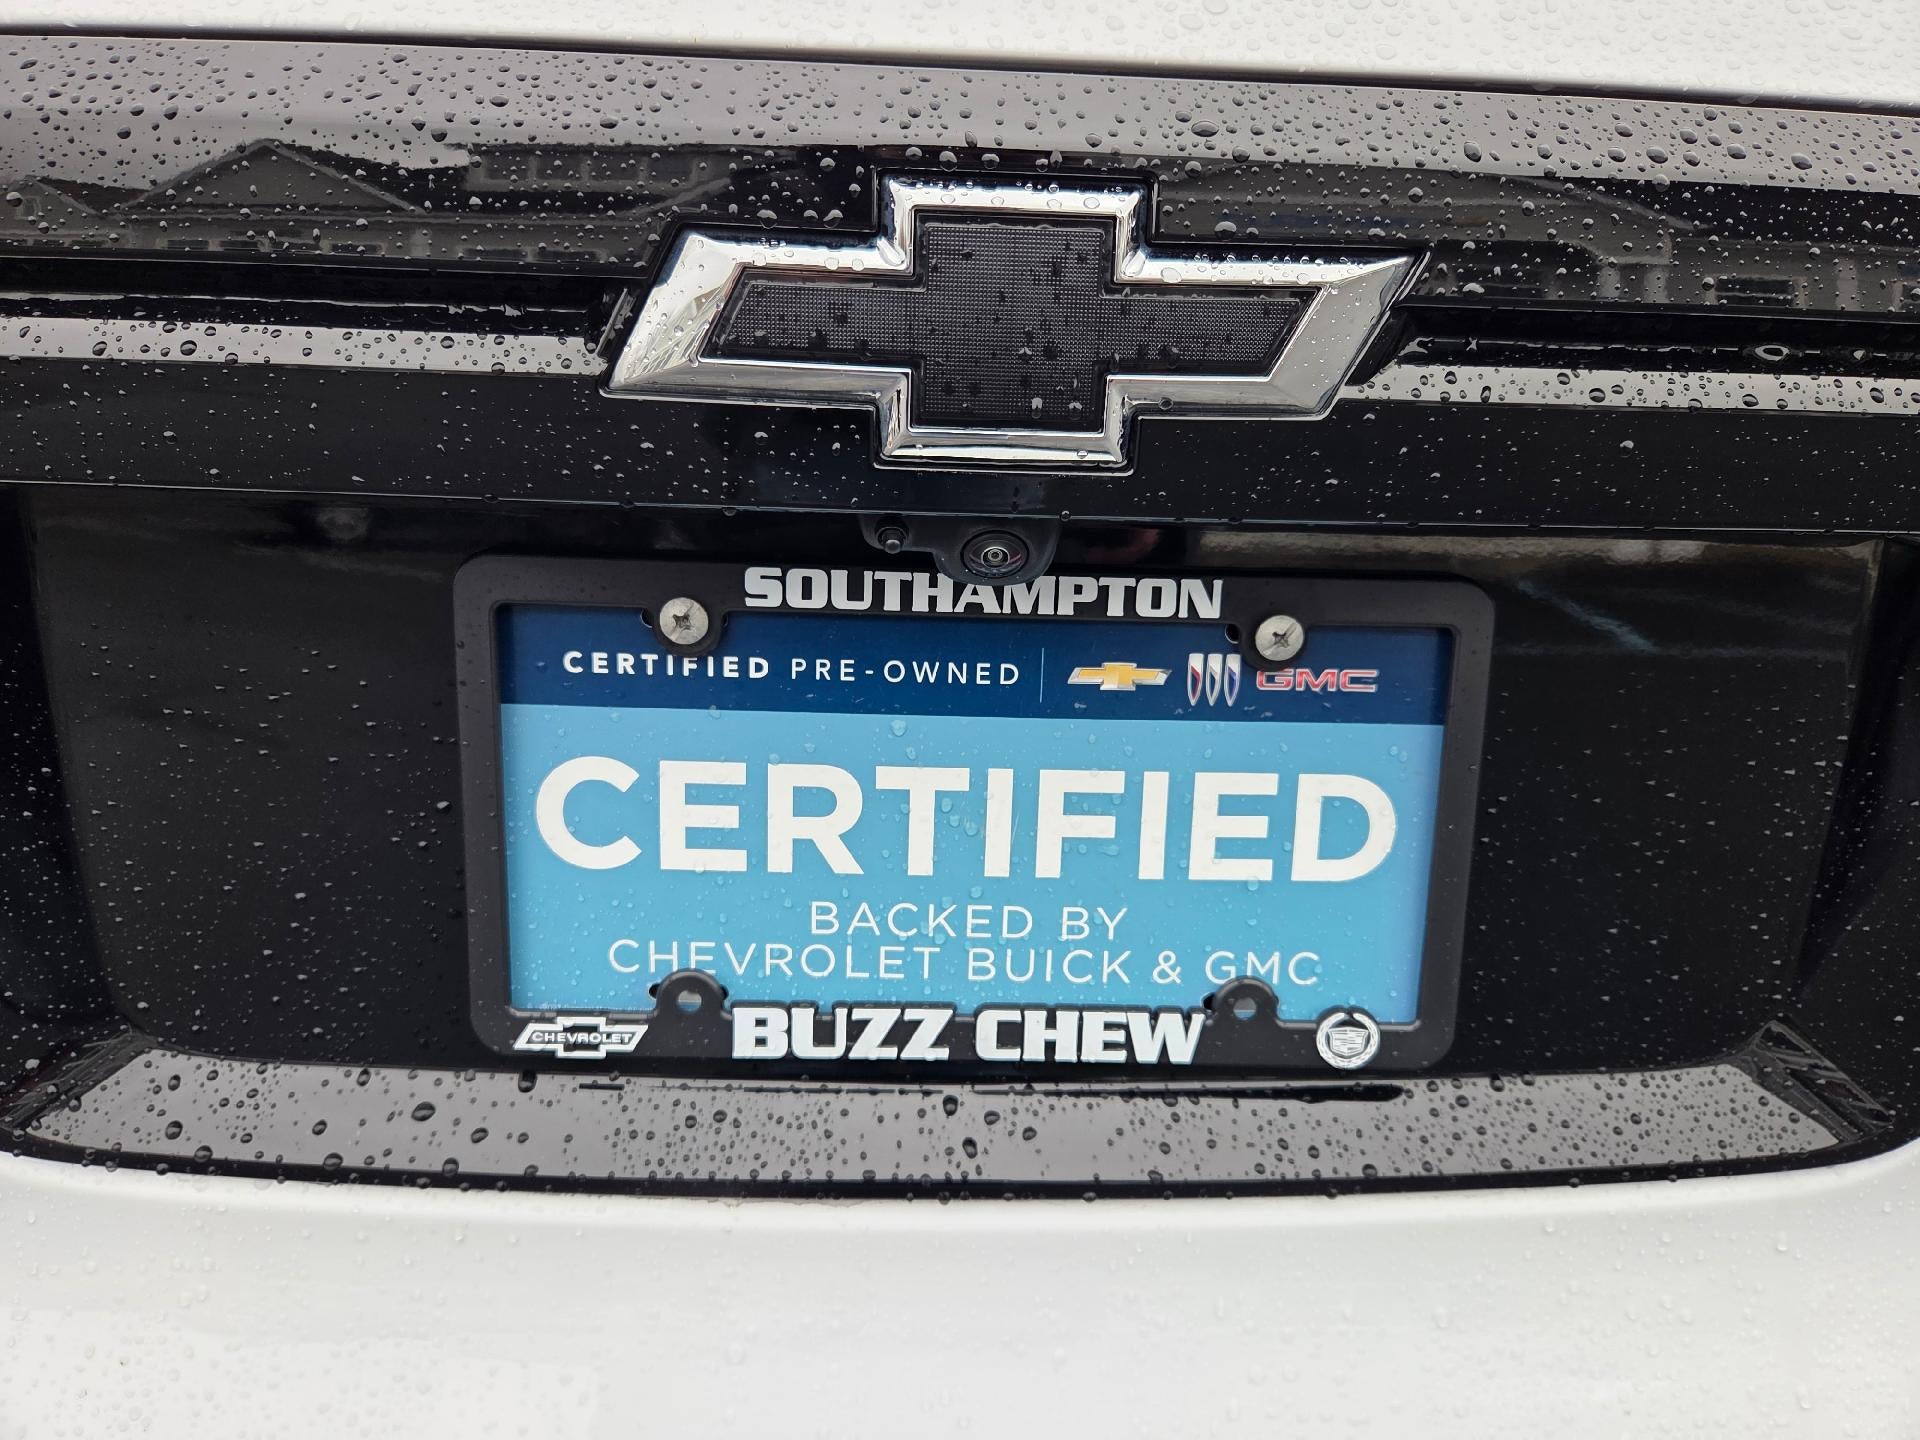 SOUTHAMPTON
CERTIFIED PRE-OWNED GMC
CERTIFIED
BACKED BY
CHEVROLET BUICK & GMC
CHEVROLET BUZZ CHEW